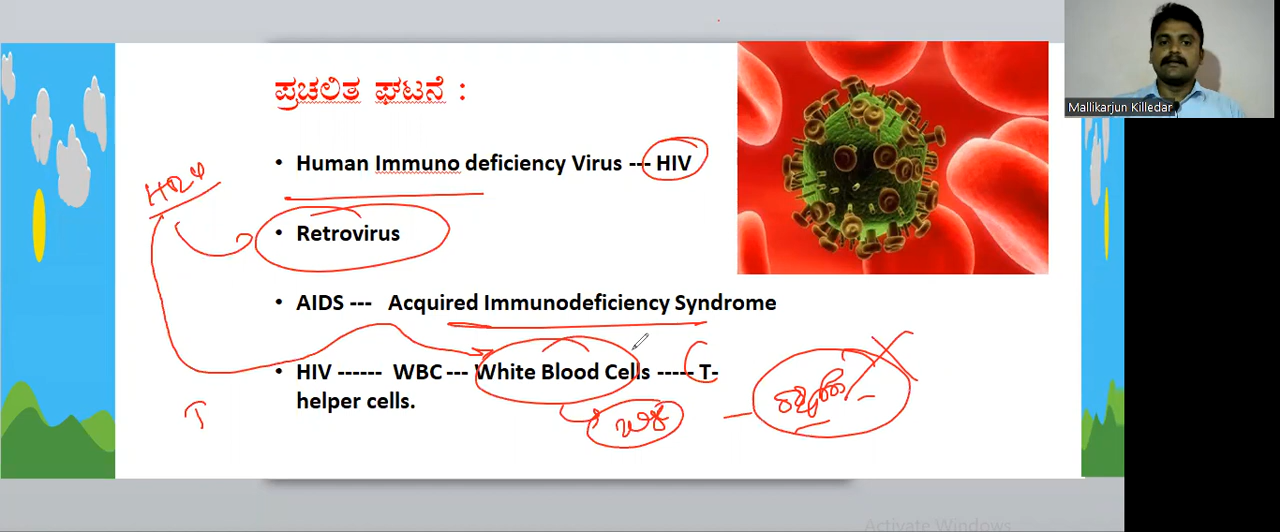 ಪ್ರಚಲಿತ ಘಟನೆ :
• Human Immuno deficiency Virus --- HIV
• Retrovirus
• AIDS --- Acquired Immunodeficiency Syndrome
• HIV ------ WBC --- White Blood Cells ----- T-
helper cells.
T
Mallikarjun Killedar
Activate Windows